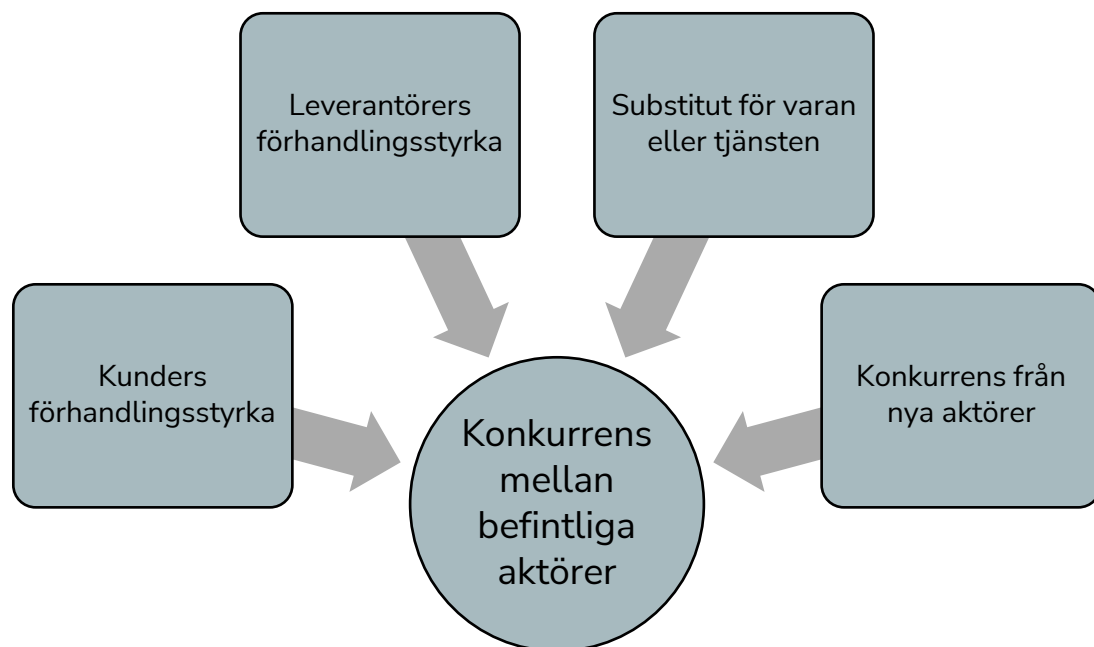 Leverantörers
förhandlingsstyrka
Substitut för varan
eller tjänsten
Kunders
förhandlingsstyrka
Konkurrens från
nya aktörer
Konkurrens
mellan
befintliga
aktörer